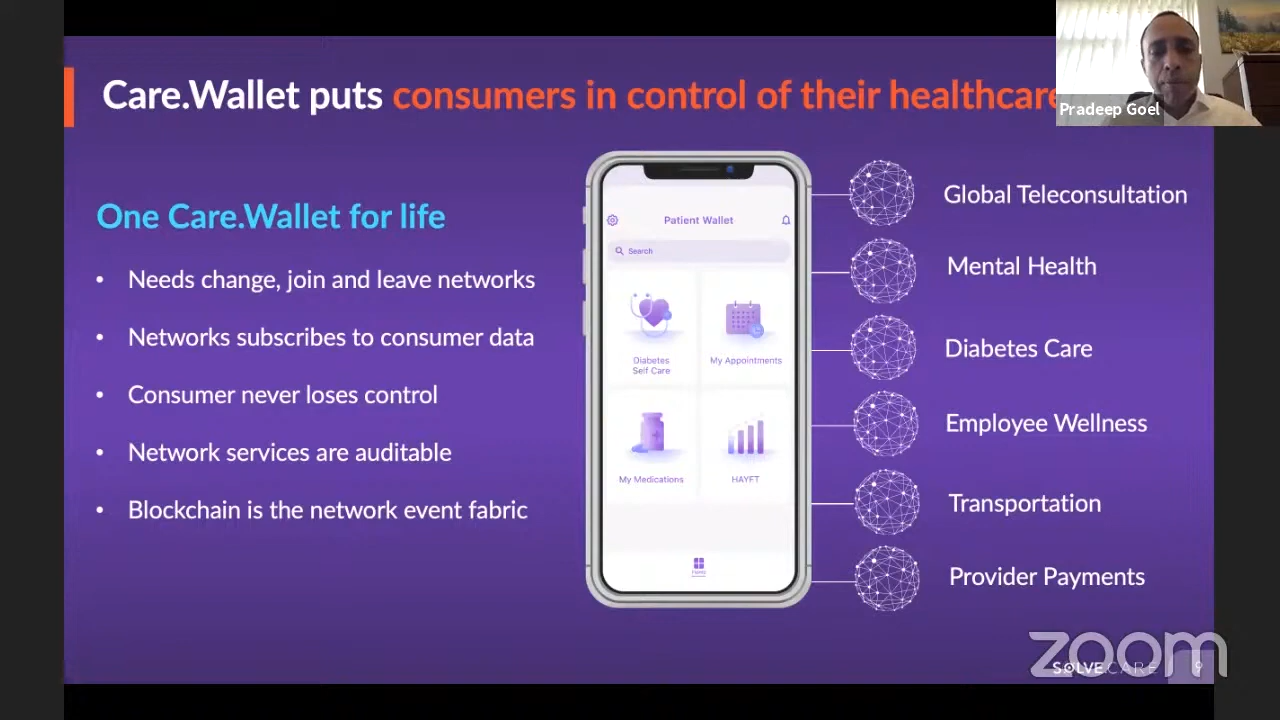 Care.Wallet puts consumers in control of their healthcare
Pradeep Goel
One Care.Wallet for life
• Needs change, join and leave networks
• Networks subscribes to consumer data
• Consumer never loses control
• Network services are auditable
• Blockchain is the network event fabric
Patient Wallet
Search
Diabetes
Self Care
My Appointments
My Medications
HAYFT
Global Teleconsultation
Mental Health
Diabetes Care
Employee Wellness
Transportation
Provider Payments
zoom
SOLVE.CARE
9